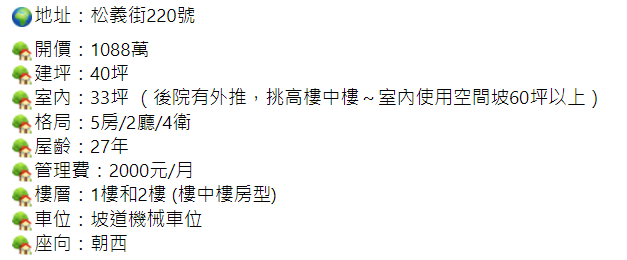 地址：松義街220號
開價：1088萬
建坪：40坪
室內：33坪 （後院有外推，挑高樓中樓～室內使用空間坡60坪以上）
格局：5房/2廳/4衛
屋齡：27年
管理費：2000元/月
樓層：1樓和2樓 (樓中樓房型)
車位：坡道機械車位
座向：朝西